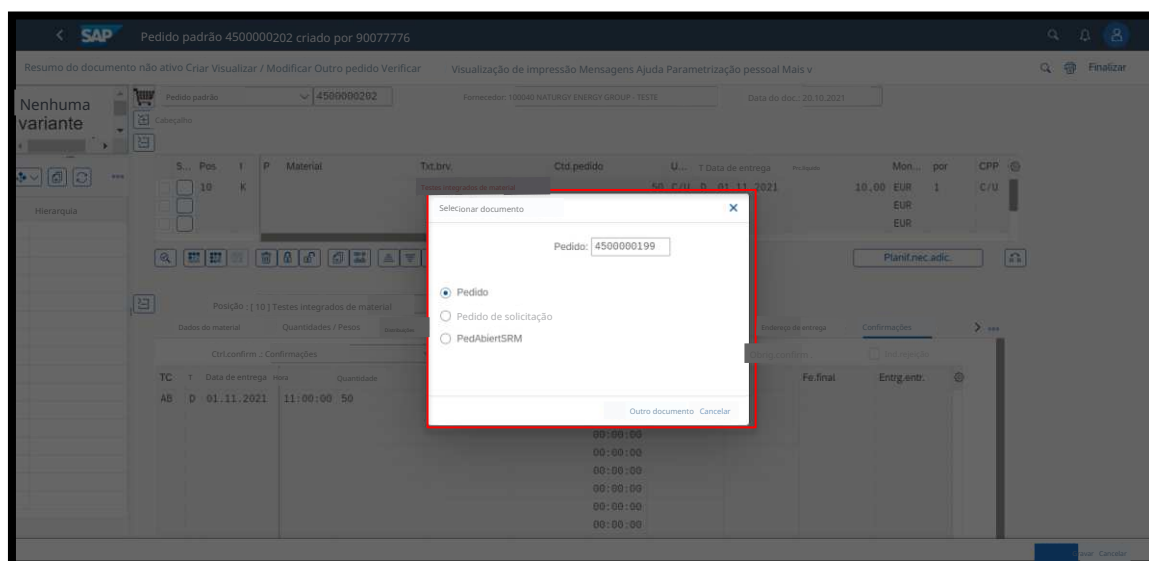 SAP Pedido padrão 4500000202 criado por 90077776
Resumo do documento não ativo Criar Visualizar / Modificar Outro pedido Verificar Visualização de impressão Mensagens Ajuda Parametrização pessoal Mais v Finalizar
Nenhuma
variante
Pedido padrão 4500000202 Fornecedor: 100040 NATURGY ENERGY GROUP - TESTE Data do doc.: 20.10.2021
Cabeçalho
S... Pos I P Material Txt.brv. Ctd.pedido U... T Data de entrega Mon... por CPP
10 K Testes integrados de material 50 C/U D 01.11.2021 10,00 EUR 1 C/U
EUR
EUR
Hierarquia
Selecionar documento
Pedido: 4500000199
Pedido
Pedido de solicitação
PedAbiertSRM
Outro documento Cancelar
Planif.nec.adic.
Posição : [ 10 ] Testes integrados de material
Dados do material Quantidades / Pesos Endereço de entrega Confirmações
Ctrl.confirm .: Confirmações
TC T Data de entrega Hora Quantidade Fe.final Entrg.entr.
AB D 01.11.2021 11:00:00 50
00:00:00
00:00:00
00:00:00
00:00:00
00:00:00
00:00:00
Gravar Cancelar